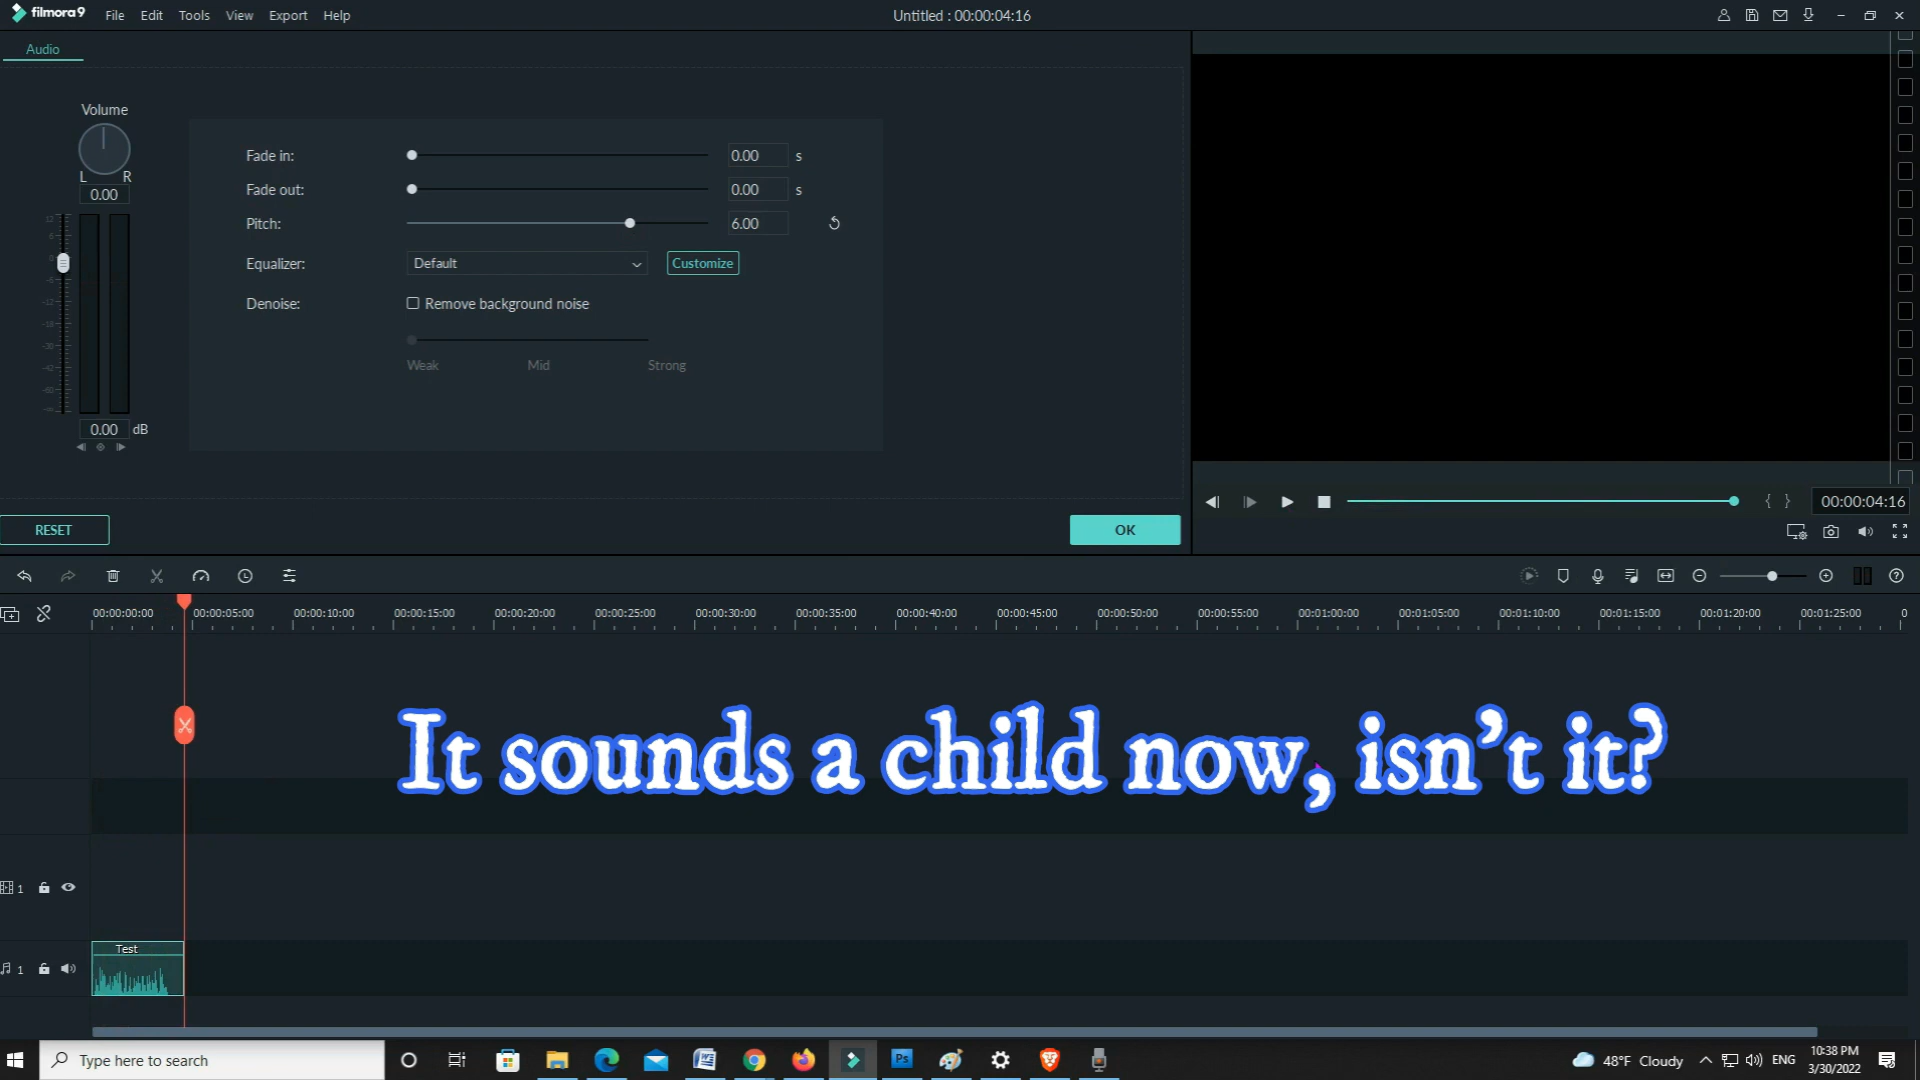 filmora9 File Edit Tools View Export Help Untitled : 00:00:04:16
Audio
Volume
L R
0.00
Fade in: 0.00 s
Fade out: 0.00 s
Pitch: 6.00
Equalizer: Default Customize
Denoise: Remove background noise
Weak Mid Strong
0.00 dB
00:00:04:16
RESET OK
00:00:00:00 00:00:05:00 00:00:10:00 00:00:15:00 00:00:20:00 00:00:25:00 00:00:30:00 00:00:35:00 00:00:40:00 00:00:45:00 00:00:50:00 00:00:55:00 00:01:00:00 00:01:05:00 00:01:10:00 00:01:15:00 00:01:20:00 00:01:25:00 0
It sounds a child now, isn't it?
1
Test
1
Type here to search Ps 48°F Cloudy ENG 10:38 PM
3/30/2022